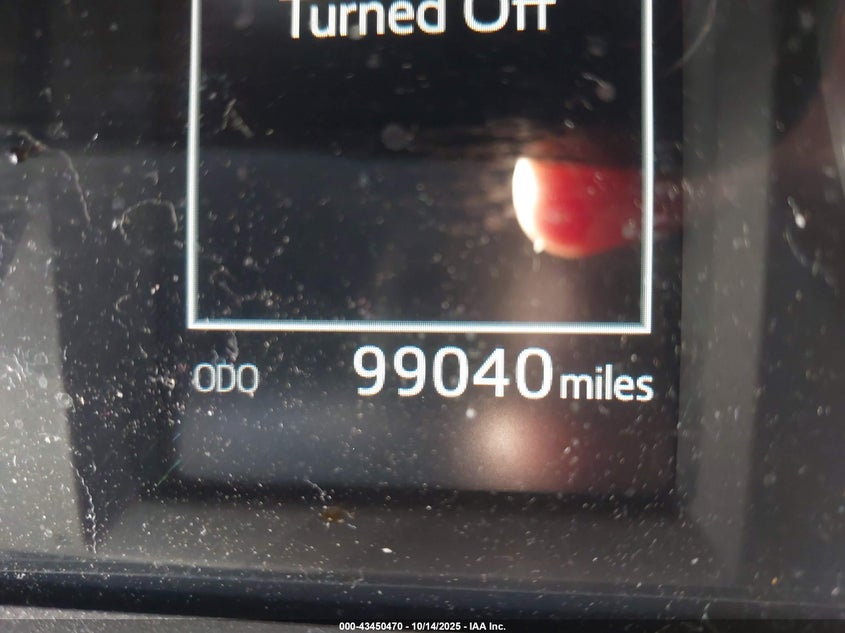 Turned Off
ODO 99040 miles
000-43450470 - 10/14/2025 - IAA Inc.